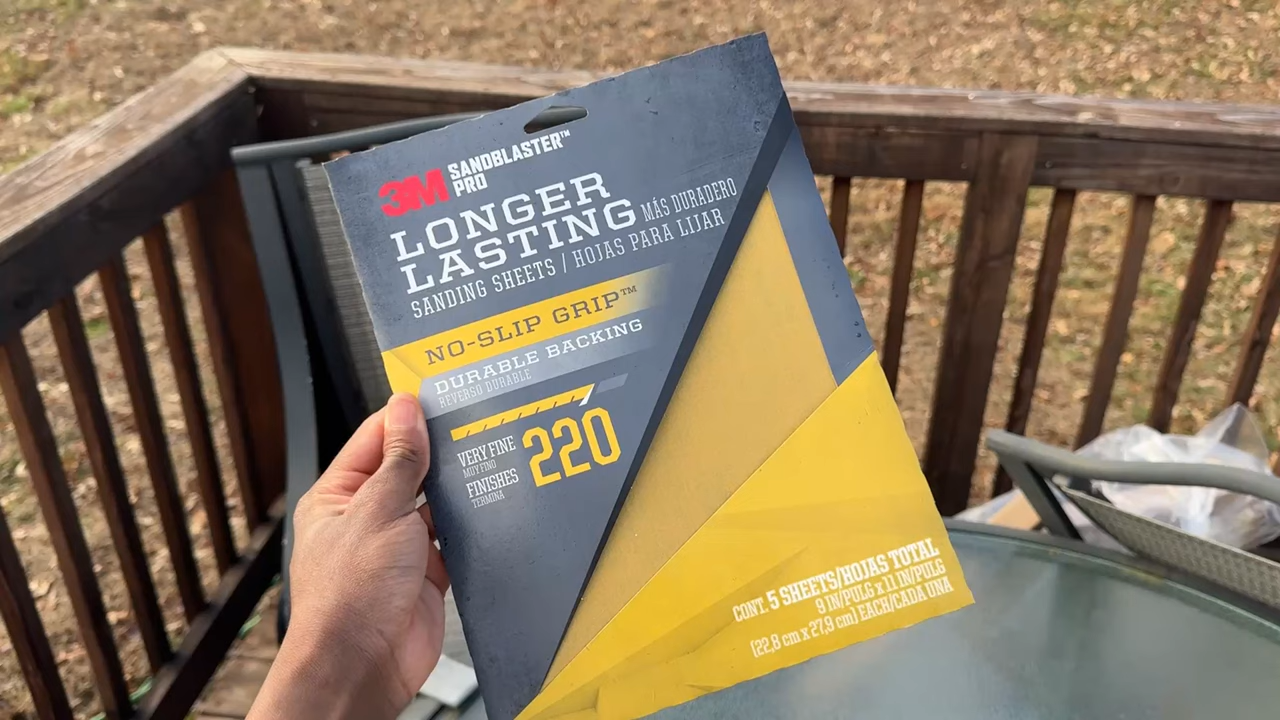 3M SANDBLASTER™
PRO
LONGER
LASTING MÁS DURADERO
SANDING SHEETS / HOJAS PARA LIJAR
NO-SLIP GRIP™
DURABLE BACKING
REVERSO DURABLE
VERY FINE
MUY FINO
FINISHES
TERMINA
220
CONT. 5 SHEETS/HOJAS TOTAL
9 IN/PULG x 11 IN/PULG
(22,8 cm x 27,9 cm) EACH/CADA UNA